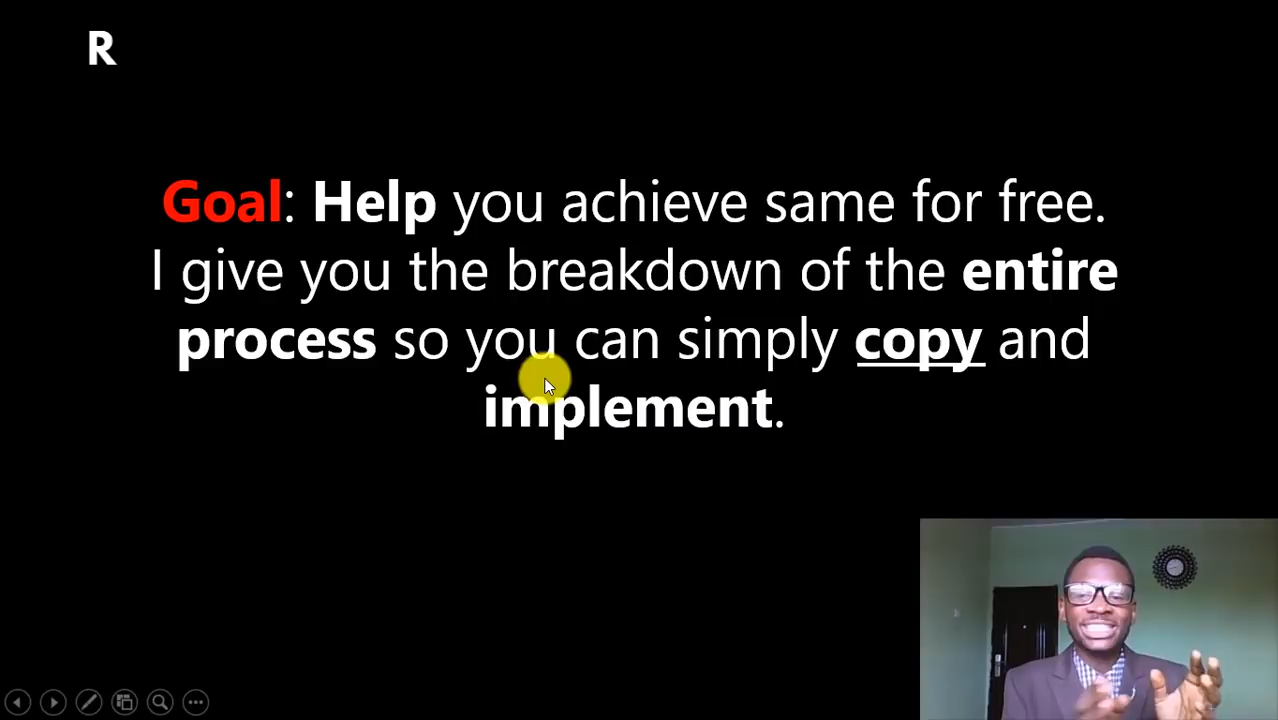 R
Goal: Help you achieve same for free.
I give you the breakdown of the entire
process so you can simply copy and
implement.